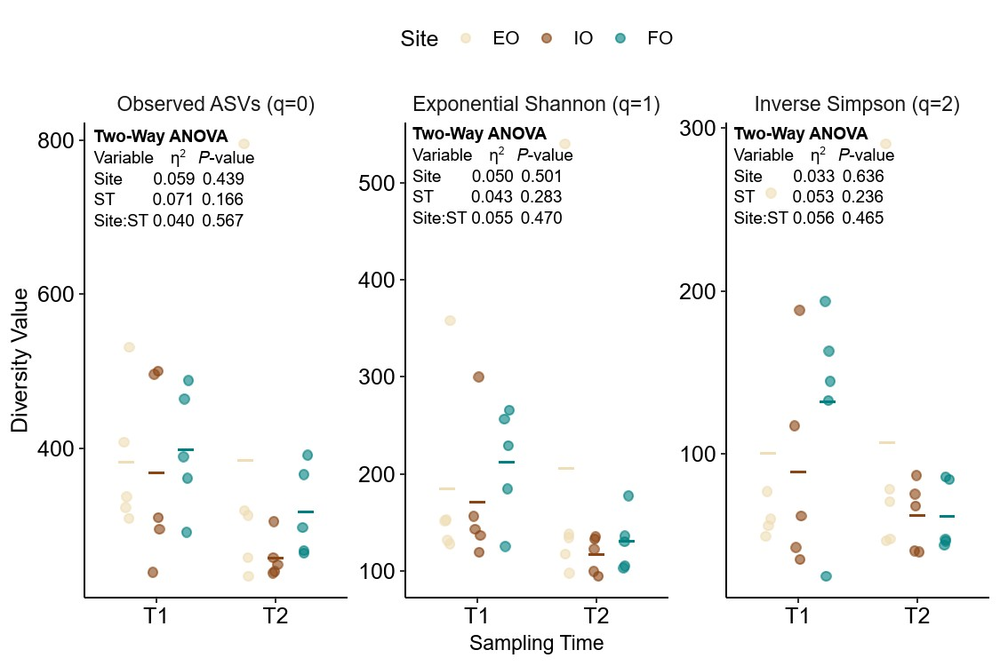 Site EO IO FO
Observed ASVs (q=0)
Two-Way ANOVA
Variable η² P-value
Site 0.059 0.439
ST 0.071 0.166
Site:ST 0.040 0.567
800
600
400
Diversity Value
T1 T2
Exponential Shannon (q=1)
Two-Way ANOVA
Variable η² P-value
Site 0.050 0.501
ST 0.043 0.283
Site:ST 0.055 0.470
500
400
300
200
100
T1 T2
Sampling Time
Inverse Simpson (q=2)
Two-Way ANOVA
Variable η² P-value
Site 0.033 0.636
ST 0.053 0.236
Site:ST 0.056 0.465
300
200
100
T1 T2